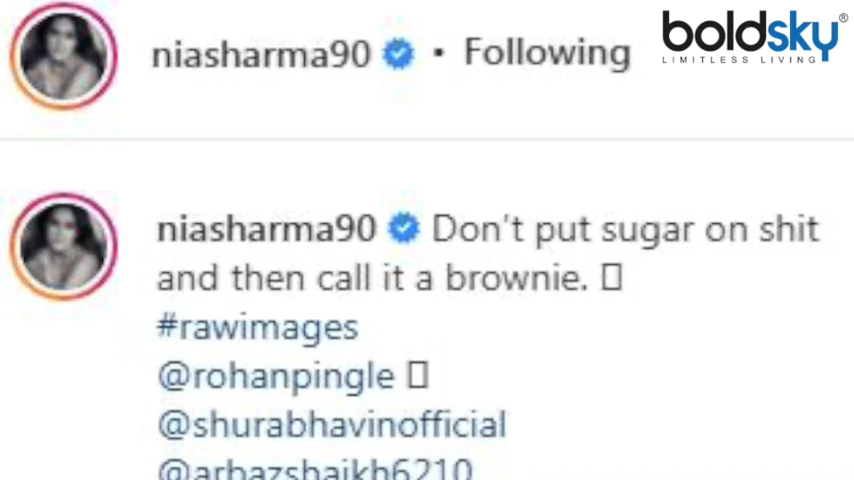 niasharma90 • Following
boldsky®
LIMITLESS LIVING
niasharma90 Don't put sugar on shit
and then call it a brownie.
#rawimages
@rohanpingle
@shurabhavinofficial
@arbazshaikh6210